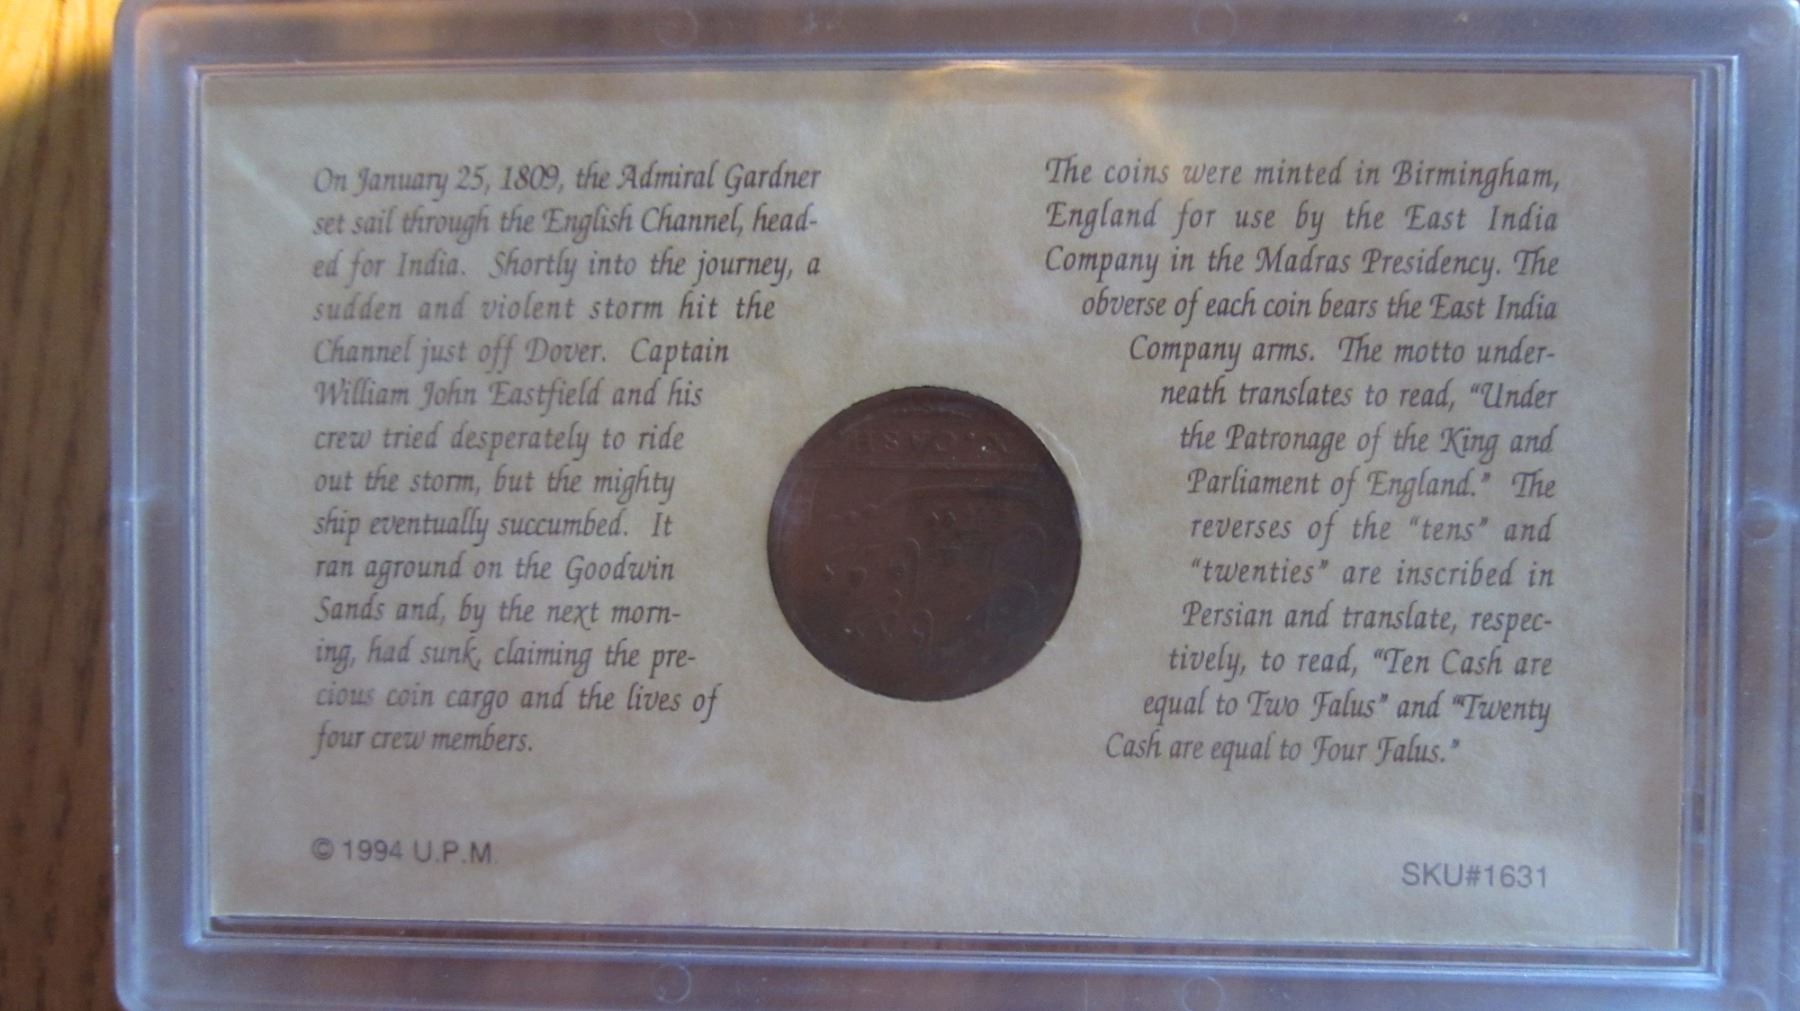 On January 25, 1809, the Admiral Gardner
set sail through the English Channel, head-
ed for India. Shortly into the journey, a
sudden and violent storm hit the
Channel just off Dover. Captain
William John Eastfield and his
crew tried desperately to ride
out the storm, but the mighty
ship eventually succumbed. It
ran aground on the Goodwin
Sands and, by the next morn-
ing, had sunk, claiming the pre-
cious coin cargo and the lives of
four crew members.
© 1994 U.P.M.
The coins were minted in Birmingham,
England for use by the East India
Company in the Madras Presidency. The
obverse of each coin bears the East India
Company arms. The motto under-
neath translates to read, “Under
the Patronage of the King and
Parliament of England.” The
reverses of the “tens” and
“twenties” are inscribed in
Persian and translate, respec-
tively, to read, “Ten Cash are
equal to Two Falus” and “Twenty
Cash are equal to Four Falus.”
SKU#1631
X·CASH